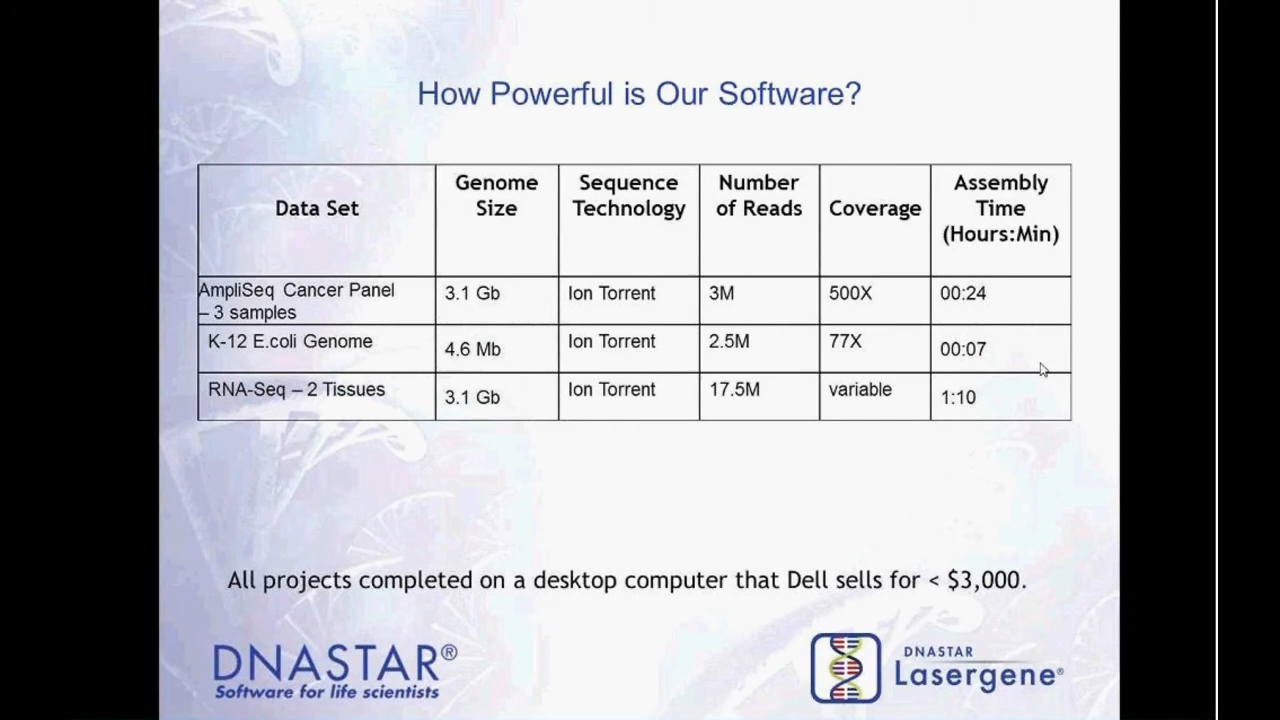 How Powerful is Our Software?
Data Set
Genome
Size
Sequence
Technology
Number
of Reads
Coverage
Assembly
Time
(Hours:Min)
AmpliSeq Cancer Panel
– 3 samples
3.1 Gb
Ion Torrent
3M
500X
00:24
K-12 E.coli Genome
4.6 Mb
Ion Torrent
2.5M
77X
00:07
RNA-Seq – 2 Tissues
3.1 Gb
Ion Torrent
17.5M
variable
1:10
All projects completed on a desktop computer that Dell sells for < $3,000.
DNASTAR®
Software for life scientists
DNASTAR
Lasergene®